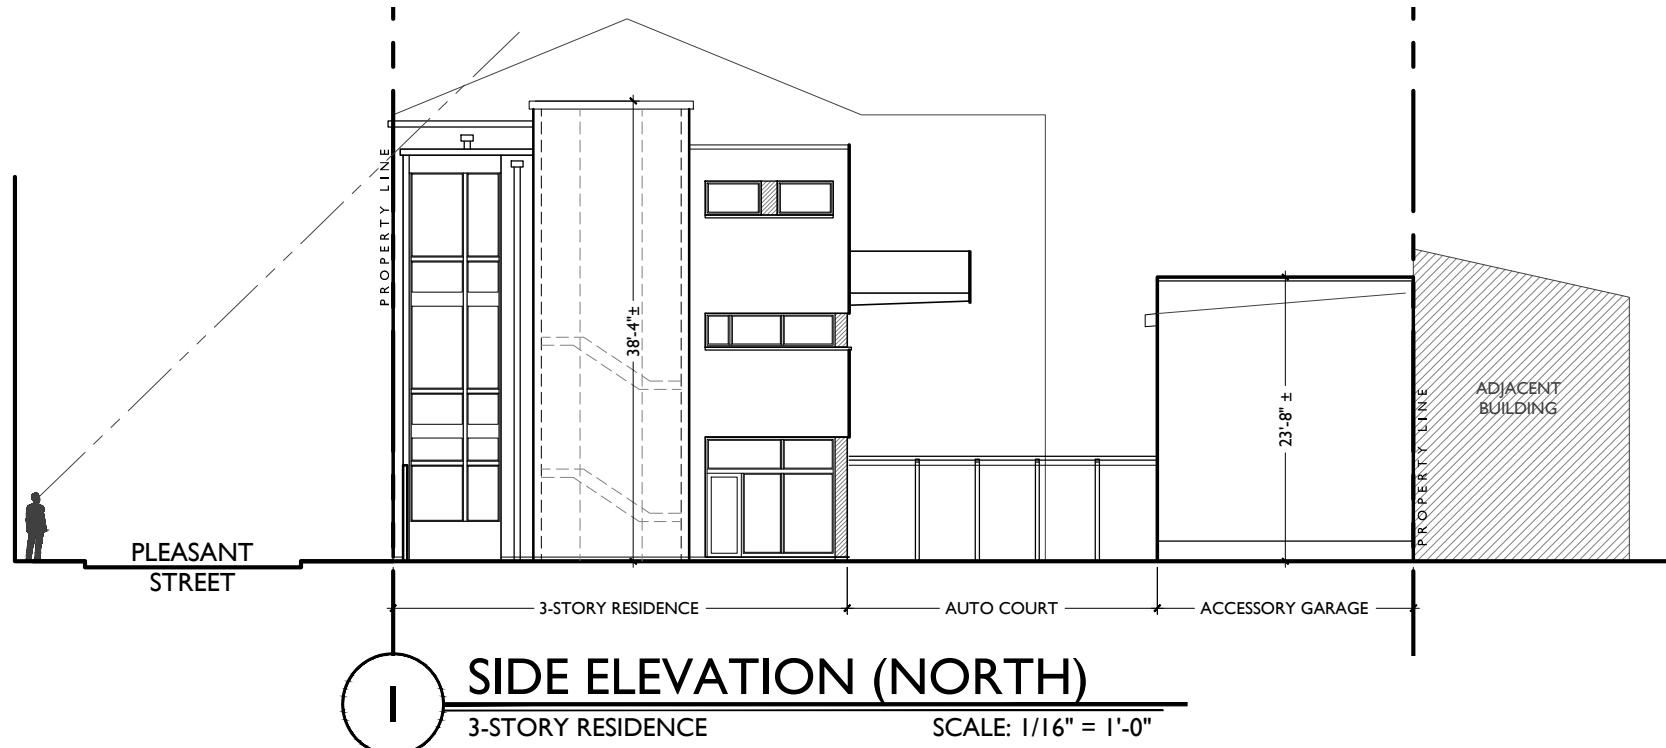 PROPERTY LINE
38'-4"±
23'-8" ±
ADJACENT
BUILDING
PROPERTY LINE
PLEASANT
STREET
3-STORY RESIDENCE
AUTO COURT
ACCESSORY GARAGE
1
SIDE ELEVATION (NORTH)
3-STORY RESIDENCE
SCALE: 1/16" = 1'-0"